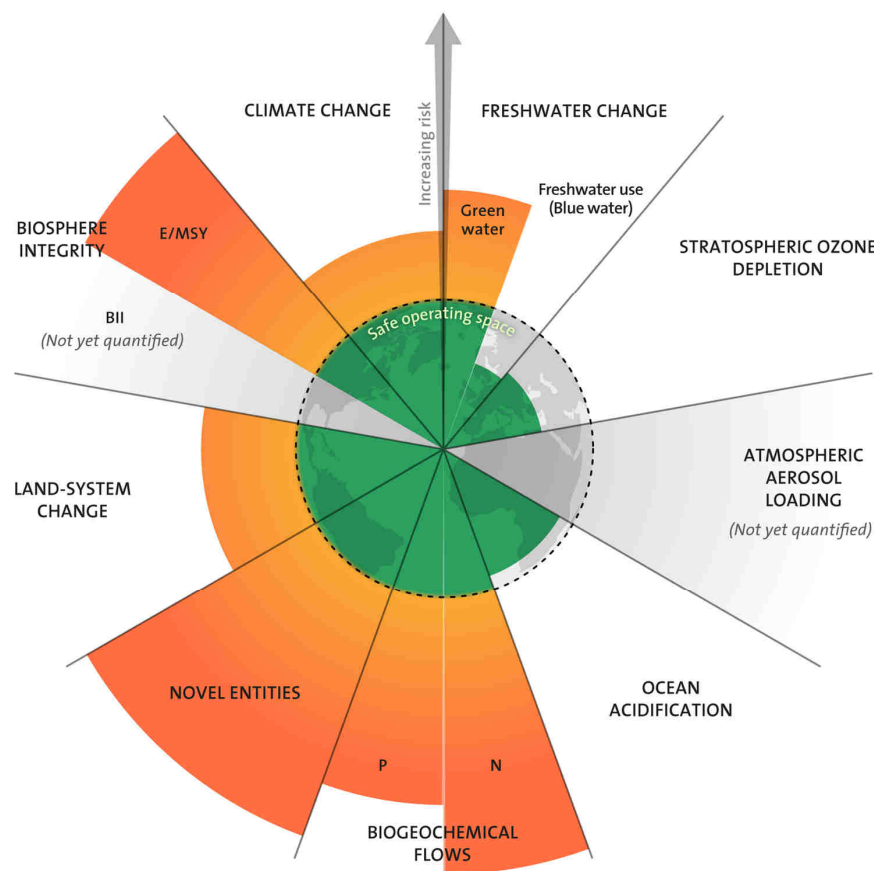 CLIMATE CHANGE
Increasing risk
FRESHWATER CHANGE
Green
water
Freshwater use
(Blue water)
STRATOSPHERIC OZONE
DEPLETION
BIOSPHERE
INTEGRITY
E/MSY
BII
(Not yet quantified)
Safe operating space
ATMOSPHERIC
AEROSOL
LOADING
(Not yet quantified)
LAND-SYSTEM
CHANGE
NOVEL ENTITIES
OCEAN
ACIDIFICATION
P
N
BIOGEOCHEMICAL
FLOWS